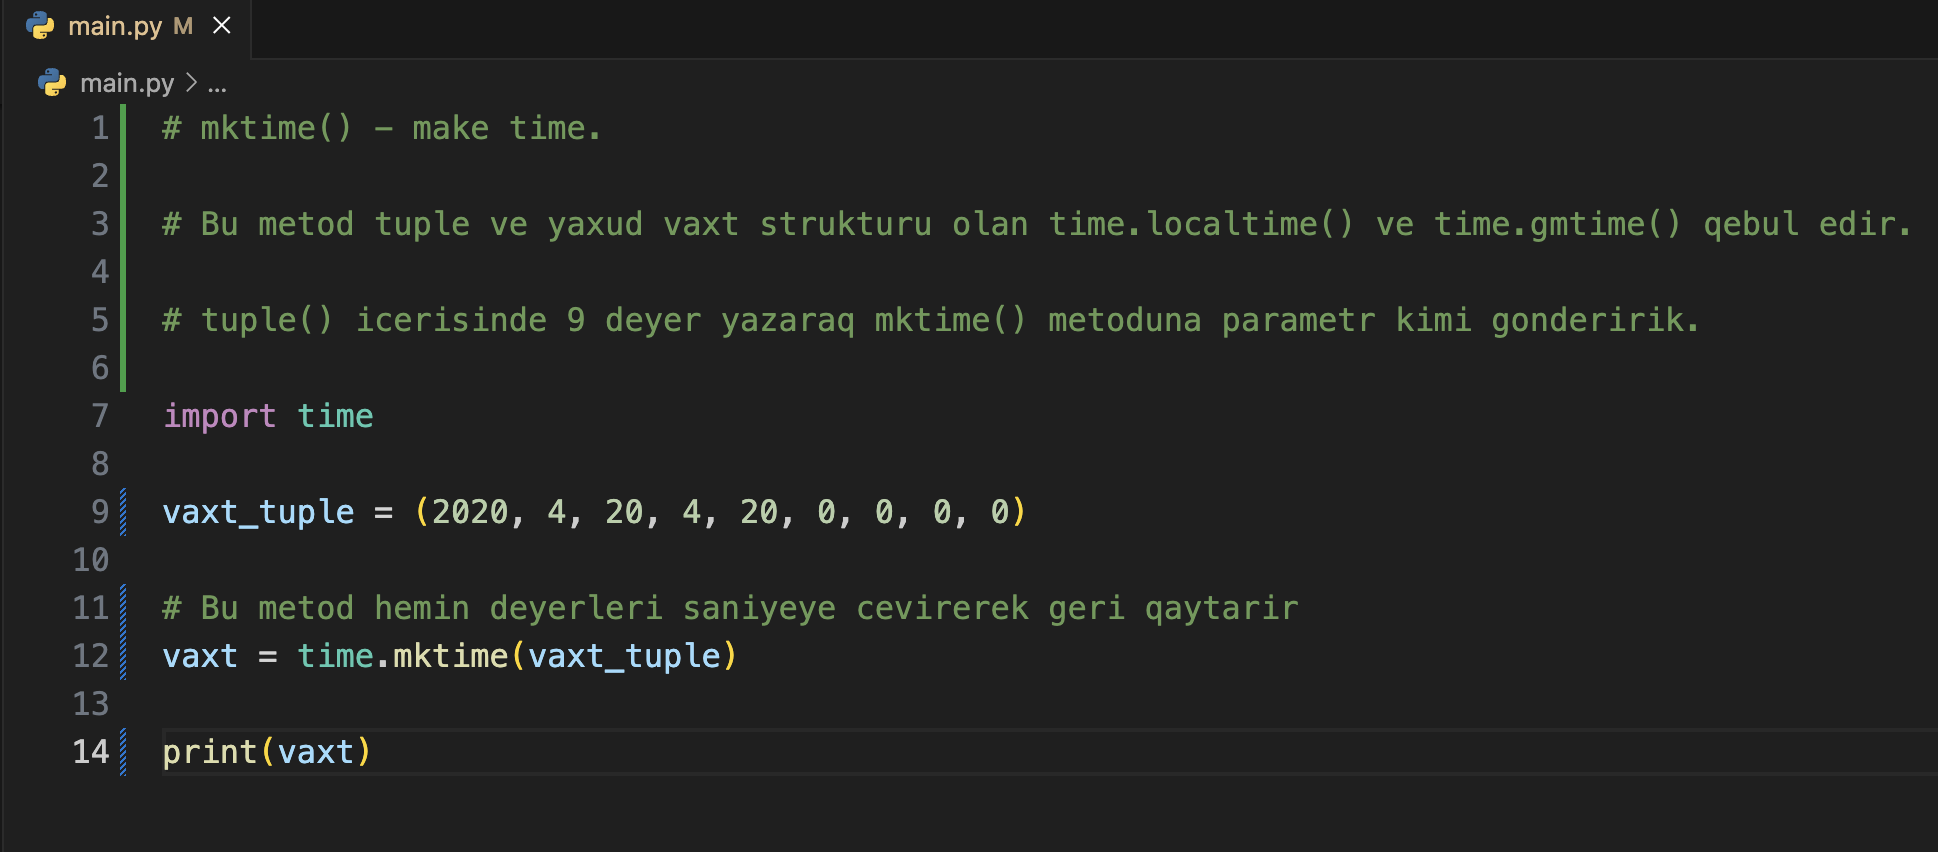 main.py M
main.py > ...
1 # mktime() - make time.
2
3 # Bu metod tuple ve yaxud vaxt strukturu olan time.localtime() ve time.gmtime() qebul edir.
4
5 # tuple() icerisinde 9 deyer yazaraq mktime() metoduna parametr kimi gonderirik.
6
7 import time
8
9 vaxt_tuple = (2020, 4, 20, 4, 20, 0, 0, 0, 0)
10
11 # Bu metod hemin deyerleri saniyeye cevirerek geri qaytarir
12 vaxt = time.mktime(vaxt_tuple)
13
14 print(vaxt)